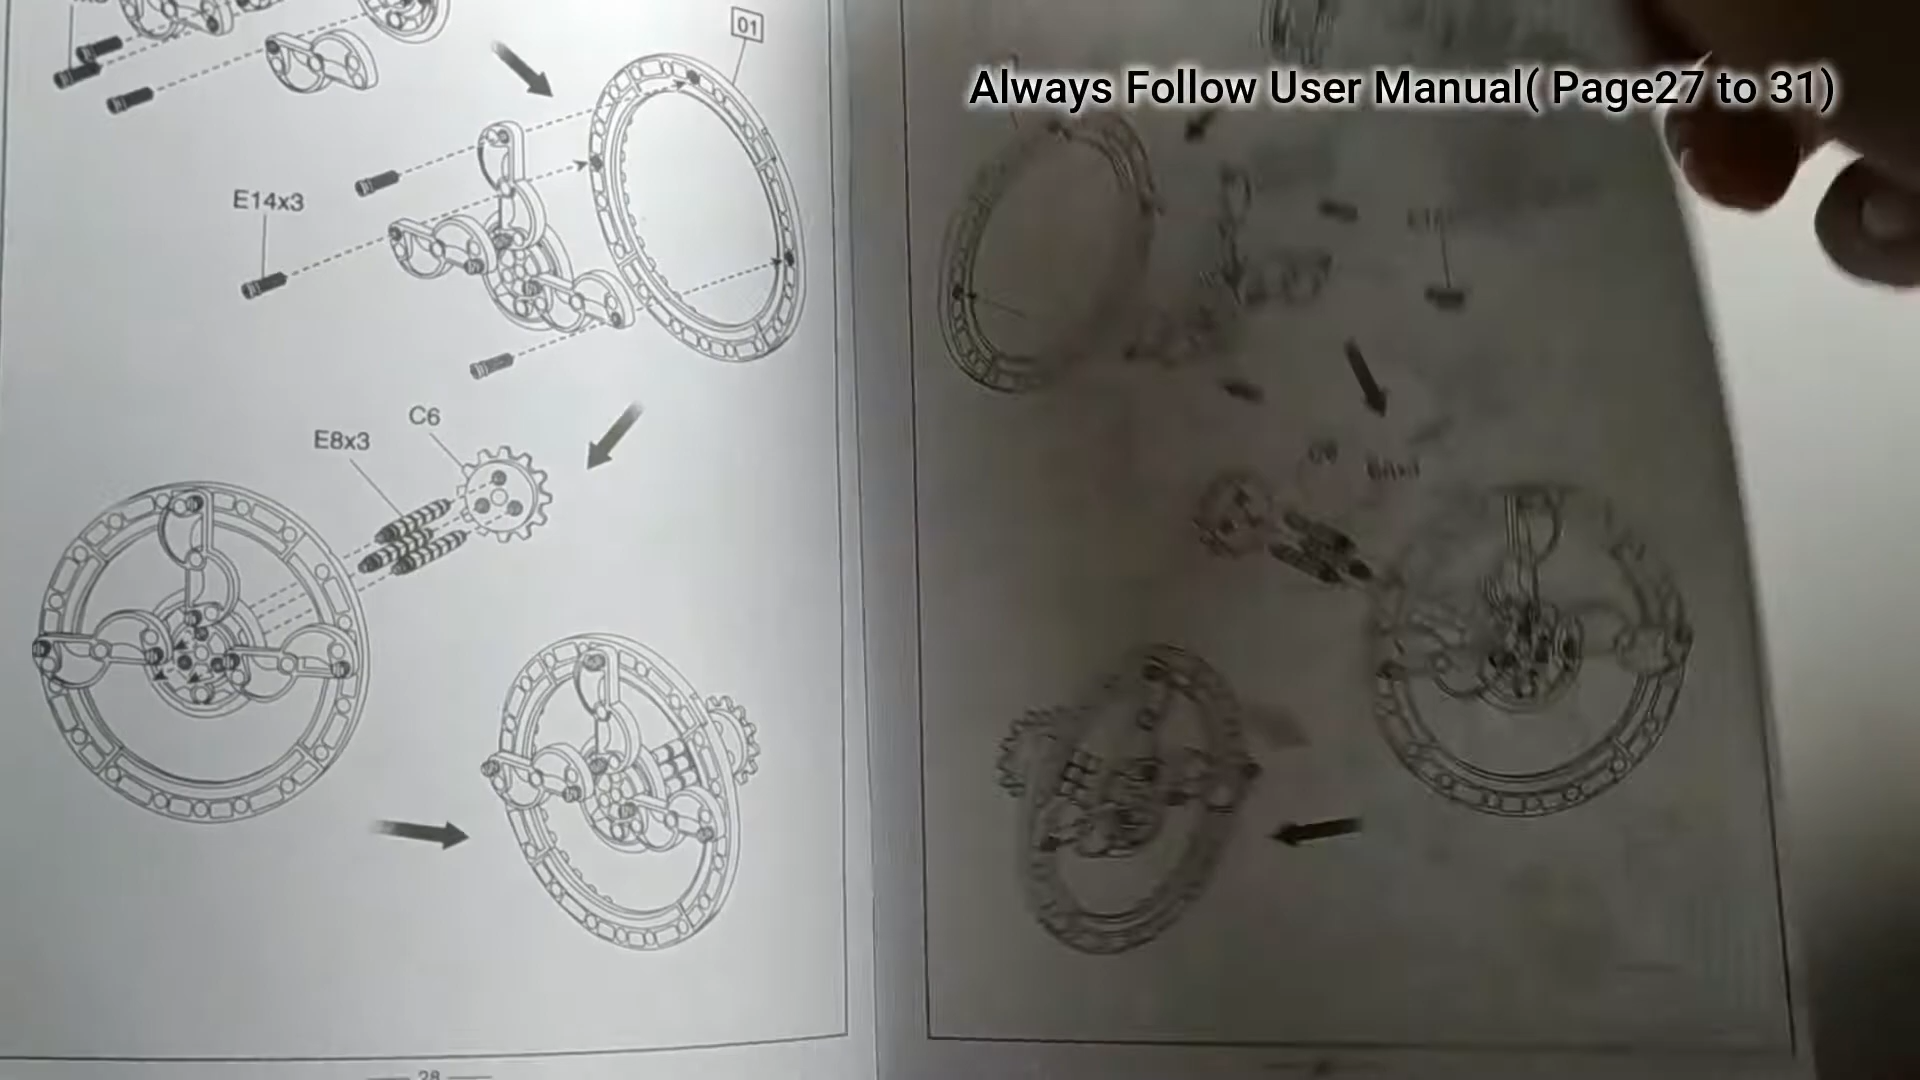 01
Always Follow User Manual( Page27 to 31)
E14x3
C6
E8x3
28